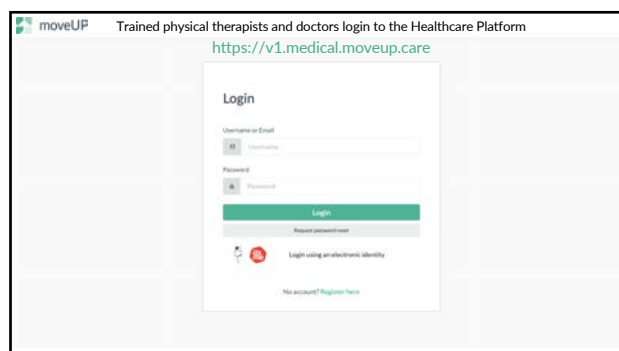 moveUP
Trained physical therapists and doctors login to the Healthcare Platform
https://v1.medical.moveup.care
Login
Username or Email
Username
Password
Password
Login
Request password reset
Login using an electronic identity
No account? Register here